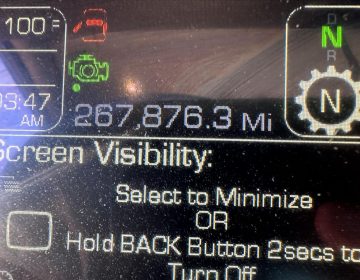 100
D
N
R
N
03:47
AM
267,876.3 Mi
Screen Visibility:
Select to Minimize
OR
Hold BACK Button 2secs to
Turn Off